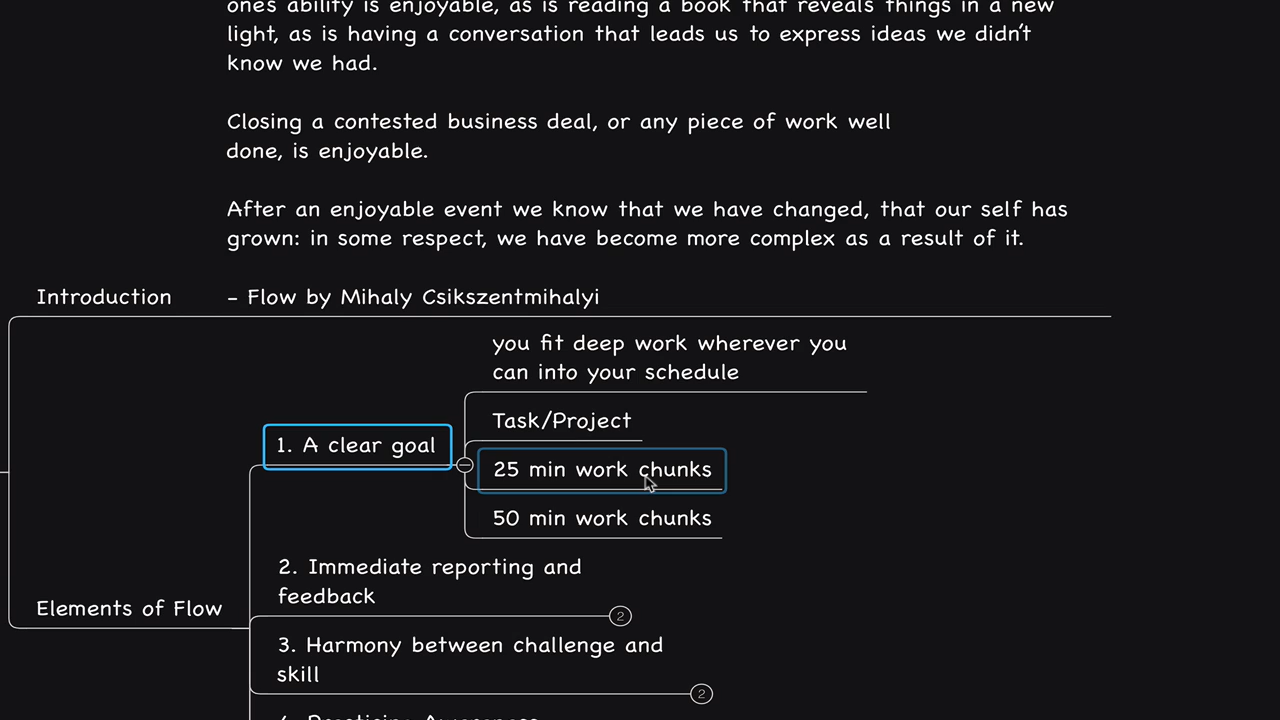 one's ability is enjoyable, as is reading a book that reveals things in a new
light, as is having a conversation that leads us to express ideas we didn't
know we had.
Closing a contested business deal, or any piece of work well
done, is enjoyable.
After an enjoyable event we know that we have changed, that our self has
grown: in some respect, we have become more complex as a result of it.
Introduction
– Flow by Mihaly Csikszentmihalyi
you fit deep work wherever you
can into your schedule
Task/Project
1. A clear goal
25 min work chunks
50 min work chunks
2. Immediate reporting and
feedback
2
Elements of Flow
3. Harmony between challenge and
skill
2